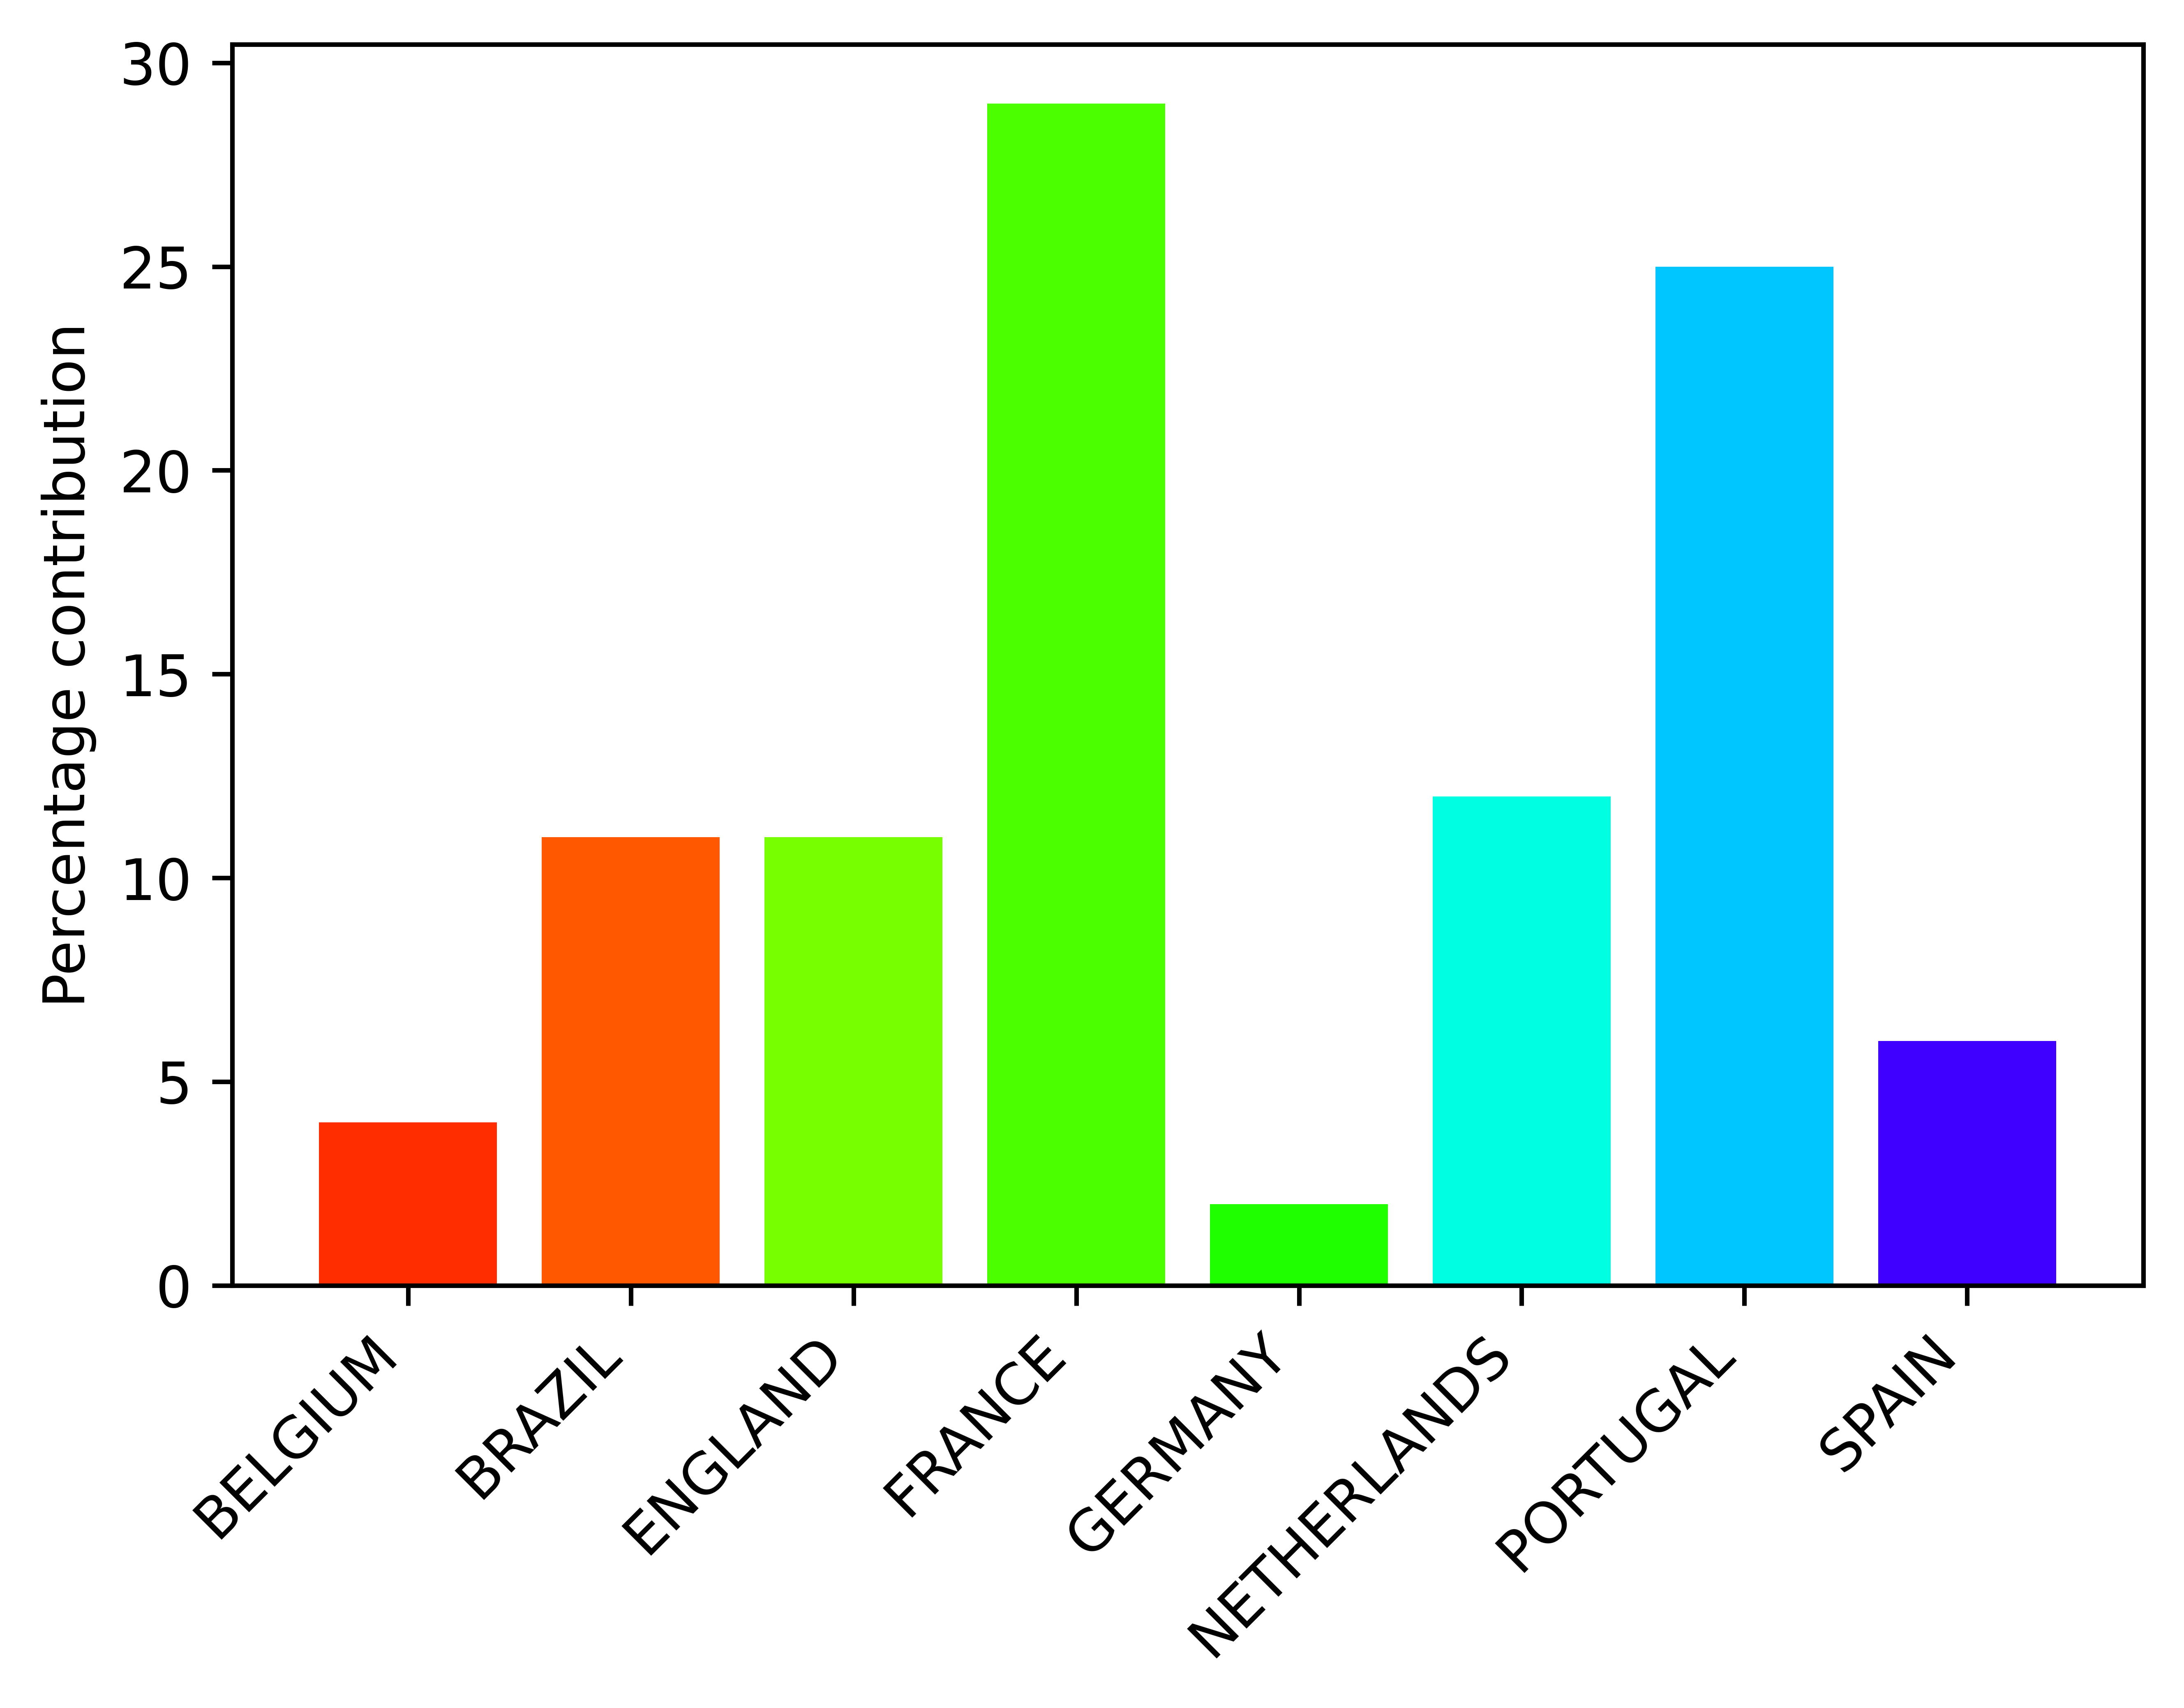 Percentage contribution
30
25
20
15
10
5
0
BELGIUM
BRAZIL
ENGLAND
FRANCE
GERMANY
NETHERLANDS
PORTUGAL
SPAIN